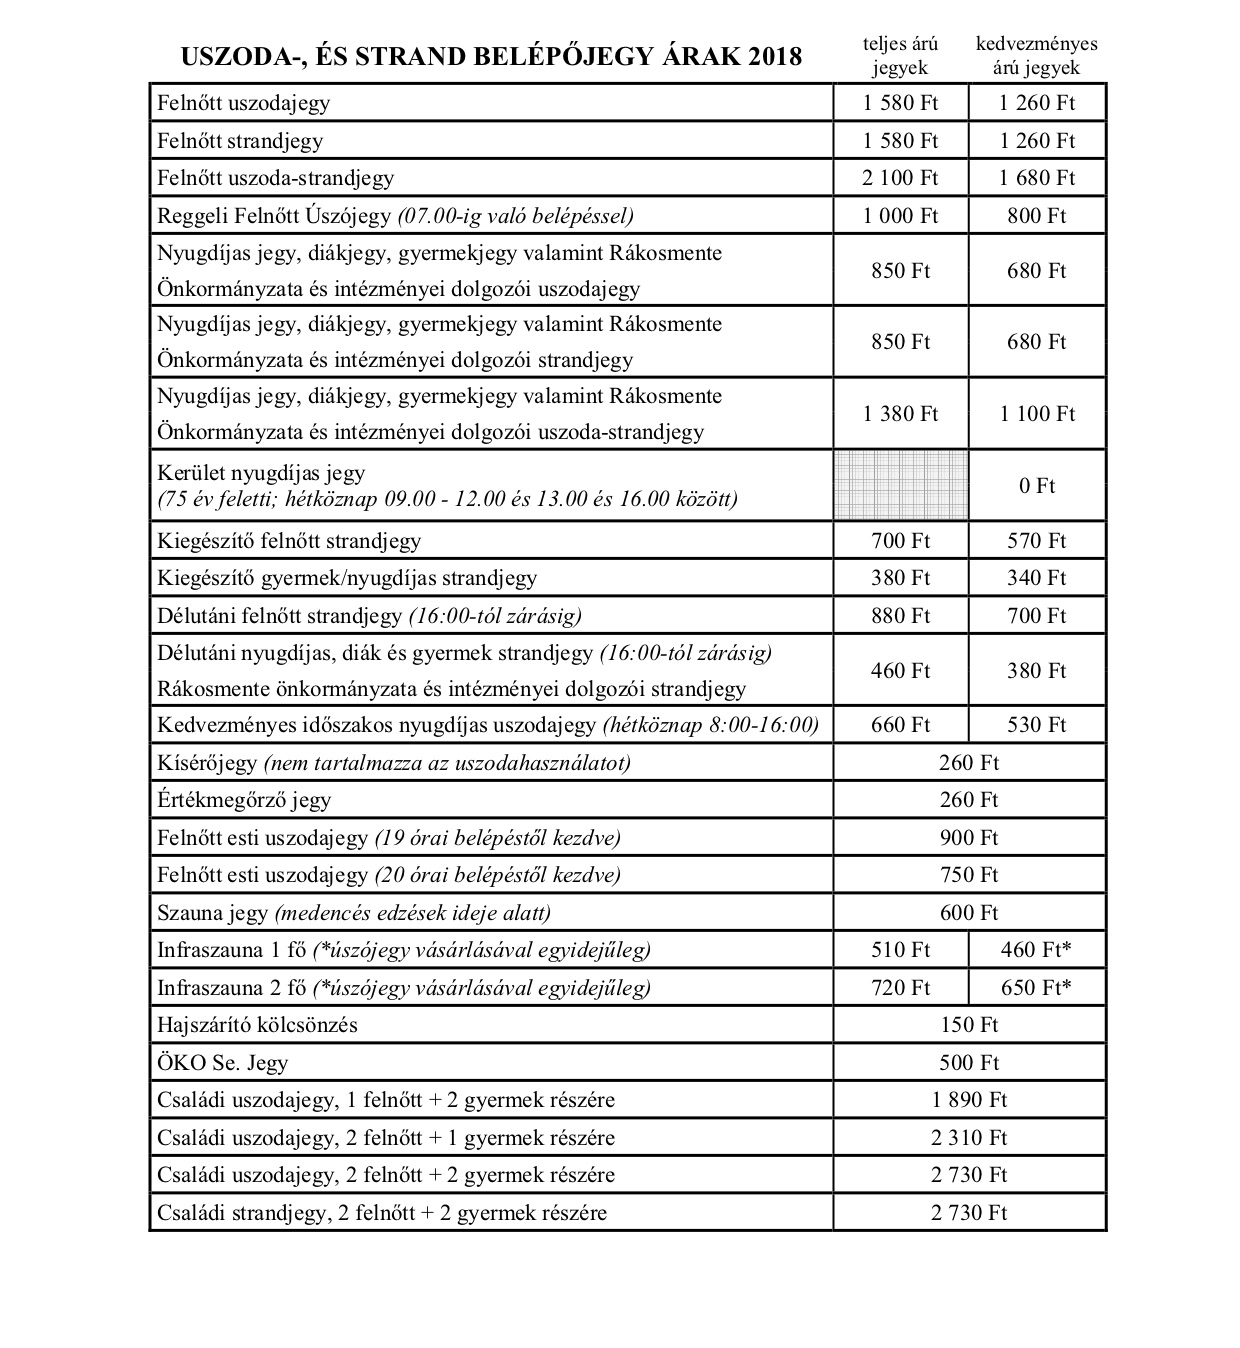 USZODA-, ÉS STRAND BELÉPŐJEGY ÁRAK 2018
teljes árú
jegyek
kedvezményes
árú jegyek
Felnőtt uszodajegy 1 580 Ft 1 260 Ft
Felnőtt strandjegy 1 580 Ft 1 260 Ft
Felnőtt uszoda-strandjegy 2 100 Ft 1 680 Ft
Reggeli Felnőtt Úszójegy (07.00-ig való belépéssel) 1 000 Ft 800 Ft
Nyugdíjas jegy, diákjegy, gyermekjegy valamint Rákosmente
Önkormányzata és intézményei dolgozói uszodajegy
850 Ft 680 Ft
Nyugdíjas jegy, diákjegy, gyermekjegy valamint Rákosmente
Önkormányzata és intézményei dolgozói strandjegy
850 Ft 680 Ft
Nyugdíjas jegy, diákjegy, gyermekjegy valamint Rákosmente
Önkormányzata és intézményei dolgozói uszoda-strandjegy
1 380 Ft 1 100 Ft
Kerület nyugdíjas jegy
(75 év feletti; hétköznap 09.00 - 12.00 és 13.00 és 16.00 között)
0 Ft
Kiegészítő felnőtt strandjegy 700 Ft 570 Ft
Kiegészítő gyermek/nyugdíjas strandjegy 380 Ft 340 Ft
Délutáni felnőtt strandjegy (16:00-tól zárásig) 880 Ft 700 Ft
Délutáni nyugdíjas, diák és gyermek strandjegy (16:00-tól zárásig)
Rákosmente önkormányzata és intézményei dolgozói strandjegy
460 Ft 380 Ft
Kedvezményes időszakos nyugdíjas uszodajegy (hétköznap 8:00-16:00) 660 Ft 530 Ft
Kísérőjegy (nem tartalmazza az uszodahasználatot) 260 Ft
Értékmegőrző jegy 260 Ft
Felnőtt esti uszodajegy (19 órai belépéstől kezdve) 900 Ft
Felnőtt esti uszodajegy (20 órai belépéstől kezdve) 750 Ft
Szauna jegy (medencés edzések ideje alatt) 600 Ft
Infraszauna 1 fő (*úszójegy vásárlásával egyidejűleg) 510 Ft 460 Ft*
Infraszauna 2 fő (*úszójegy vásárlásával egyidejűleg) 720 Ft 650 Ft*
Hajszárító kölcsönzés 150 Ft
ÖKO Se. Jegy 500 Ft
Családi uszodajegy, 1 felnőtt + 2 gyermek részére 1 890 Ft
Családi uszodajegy, 2 felnőtt + 1 gyermek részére 2 310 Ft
Családi uszodajegy, 2 felnőtt + 2 gyermek részére 2 730 Ft
Családi strandjegy, 2 felnőtt + 2 gyermek részére 2 730 Ft